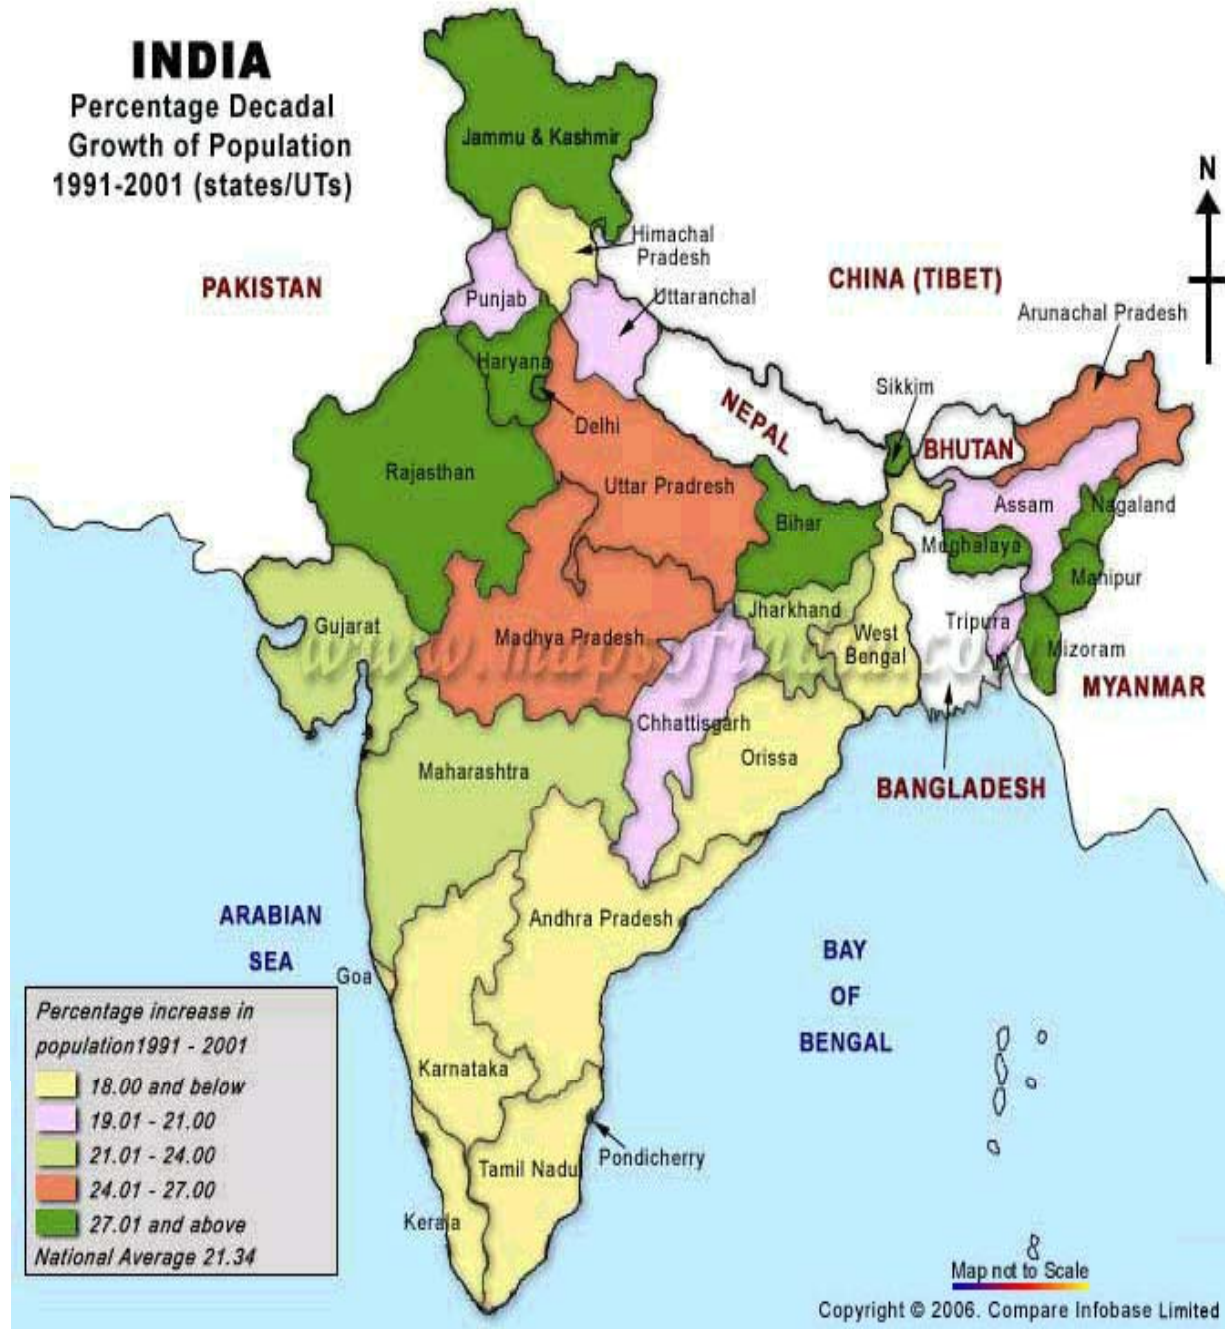 INDIA
Percentage Decadal
Growth of Population
1991-2001 (states/UTs)
N
Jammu & Kashmir
Himachal
Pradesh
PAKISTAN
CHINA (TIBET)
Punjab
Uttaranchal
Arunachal Pradesh
Haryana
Sikkim
NEPAL
Delhi
BHUTAN
Rajasthan
Uttar Pradresh
Assam
Nagaland
Bihar
Meghalaya
Manipur
Gujarat
Jharkhand
Tripura
Madhya Pradesh
West
Bengal
Mizoram
www.mapsofindia.com
MYANMAR
Chhattisgarh
Orissa
Maharashtra
BANGLADESH
ARABIAN
SEA
Andhra Pradesh
BAY
OF
BENGAL
Goa
Karnataka
Pondicherry
Tamil Nadu
Kerala
Percentage increase in
population1991 - 2001
18.00 and below
19.01 - 21.00
21.01 - 24.00
24.01 - 27.00
27.01 and above
National Average 21.34
Map not to Scale
Copyright © 2006. Compare Infobase Limited